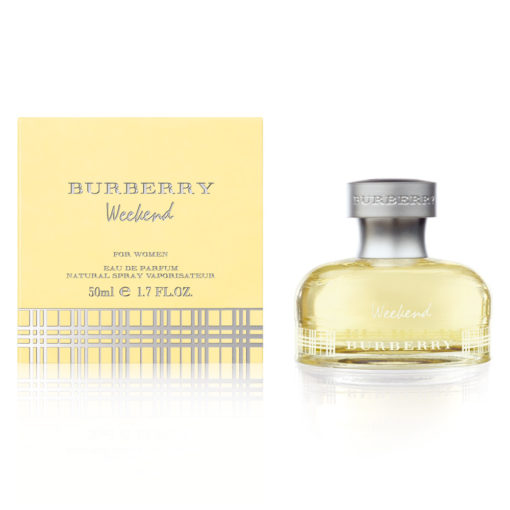 BURBERRY
Weekend
FOR WOMEN
EAU DE PARFUM
NATURAL SPRAY VAPORISATEUR
50ml ℮ 1.7 FL.OZ.
BURBERRY
Weekend
BURBERRY